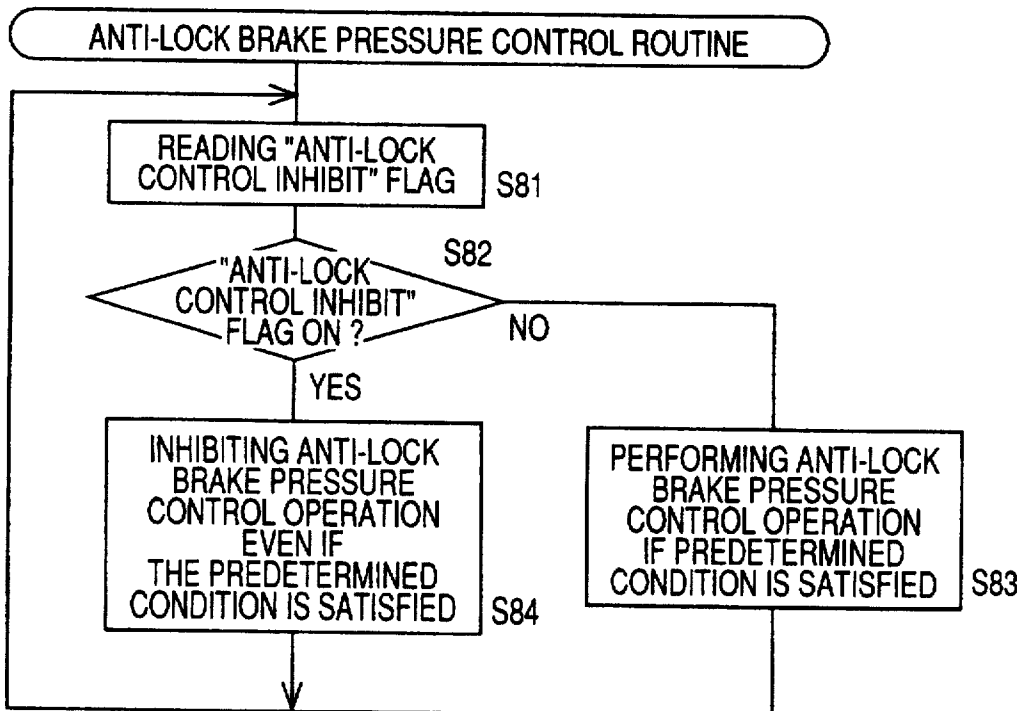 ANTI-LOCK BRAKE PRESSURE CONTROL ROUTINE
READING "ANTI-LOCK
CONTROL INHIBIT" FLAG
S81
S82
"ANTI-LOCK
CONTROL INHIBIT"
FLAG ON ?
NO
YES
INHIBITING ANTI-LOCK
BRAKE PRESSURE
CONTROL OPERATION
EVEN IF
THE PREDETERMINED
CONDITION IS SATISFIED
S84
PERFORMING ANTI-LOCK
BRAKE PRESSURE
CONTROL OPERATION
IF PREDETERMINED
CONDITION IS SATISFIED
S83